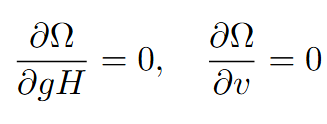 ∂Ω/∂gH = 0, ∂Ω/∂v = 0